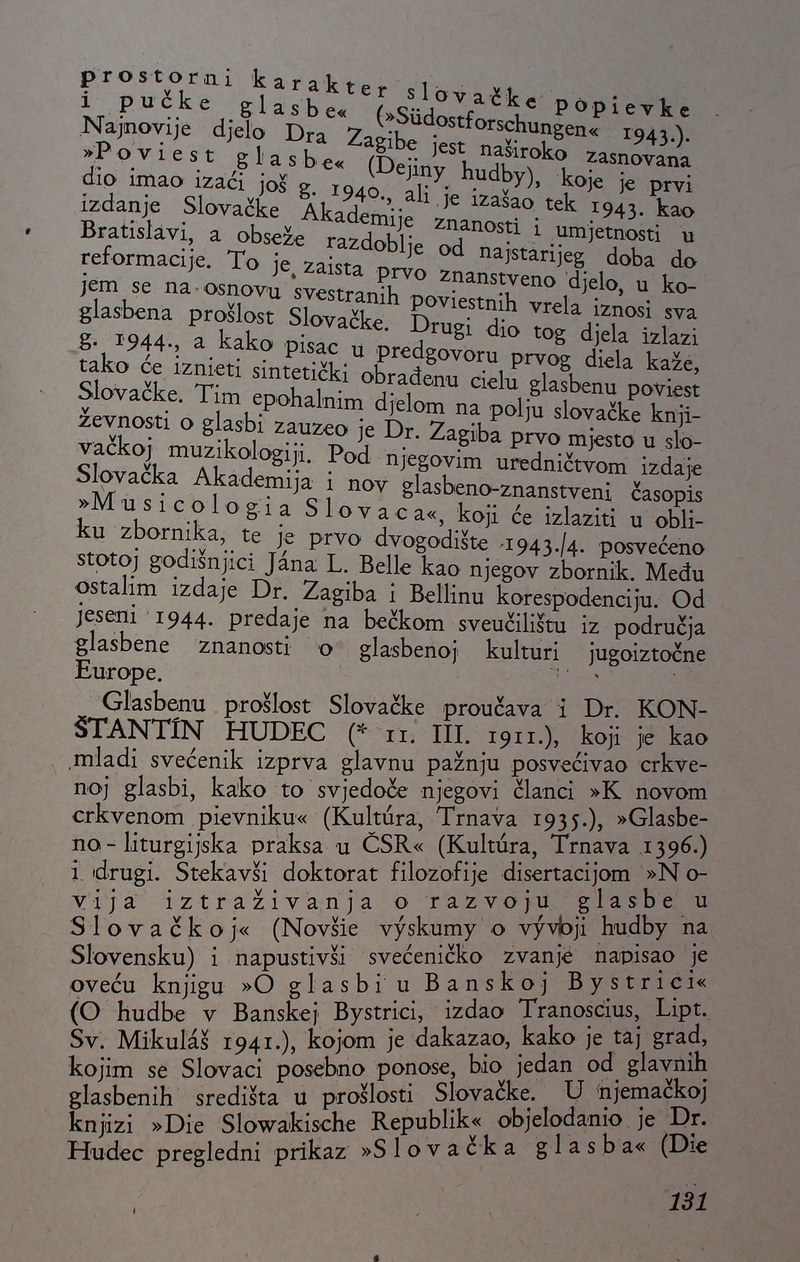 prostorni karakter slovačke popievke
i pučke glasbe« (»Südostforschungen« 1943.).
Najnovije djelo Dra Zagibe jest naširoko zasnovana
»Poviest glasbe« (Dejiny hudby), koje je prvi
dio imao izaći još g. 1940., ali je izašao tek 1943. kao
izdanje Slovačke Akademije znanosti i umjetnosti u
Bratislavi, a obseže razdoblje od najstarijeg doba do
reformacije. To je zaista prvo znanstveno djelo, u ko-
jem se na osnovu svestranih poviestnih vrela iznosi sva
glasbena prošlost Slovačke. Drugi dio tog djela izlazi
g. 1944., a kako pisac u predgovoru prvog diela kaže,
tako će iznieti sintetički obrađenu cielu glasbenu poviest
Slovačke. Tim epohalnim djelom na polju slovačke knji-
ževnosti o glasbi zauzeo je Dr. Zagiba prvo mjesto u slo-
vačkoj muzikologiji. Pod njegovim uredničtvom izdaje
Slovačka Akademija i nov glasbeno-znanstveni časopis
»Musicologia Slovaca«, koji će izlaziti u obli-
ku zbornika, te je prvo dvogodište 1943./4. posvećeno
stotoj godišnjici Jána L. Belle kao njegov zbornik. Među
ostalim izdaje Dr. Zagiba i Bellinu korespodenciju. Od
jeseni 1944. predaje na bečkom sveučilištu iz područja
glasbene znanosti o glasbenoj kulturi jugoiztočne
Europe.
Glasbenu prošlost Slovačke proučava i Dr. KON-
ŠTANTÍN HUDEC (* 11. III. 1911.), koji je kao
mladi svećenik izprva glavnu pažnju posvećivao crkve-
noj glasbi, kako to svjedoče njegovi članci »K novom
crkvenom pievniku« (Kultúra, Trnava 1935.), »Glasbe-
no-liturgijska praksa u ČSR« (Kultúra, Trnava 1396.)
i drugi. Stekavši doktorat filozofije disertacijom »No-
vija iztraživanja o razvoju glasbe u
Slovačkoj« (Novšie výskumy o vývoji hudby na
Slovensku) i napustivši svećeničko zvanje napisao je
oveću knjigu »O glasbi u Banskoj Bystrici«
(O hudbe v Banskej Bystrici, izdao Tranoscius, Lipt.
Sv. Mikuláš 1941.), kojom je dakazao, kako je taj grad,
kojim se Slovaci posebno ponose, bio jedan od glavnih
glasbenih središta u prošlosti Slovačke. U njemačkoj
knjizi »Die Slowakische Republik« objelodanio je Dr.
Hudec pregledni prikaz »Slovačka glasba« (Die
131